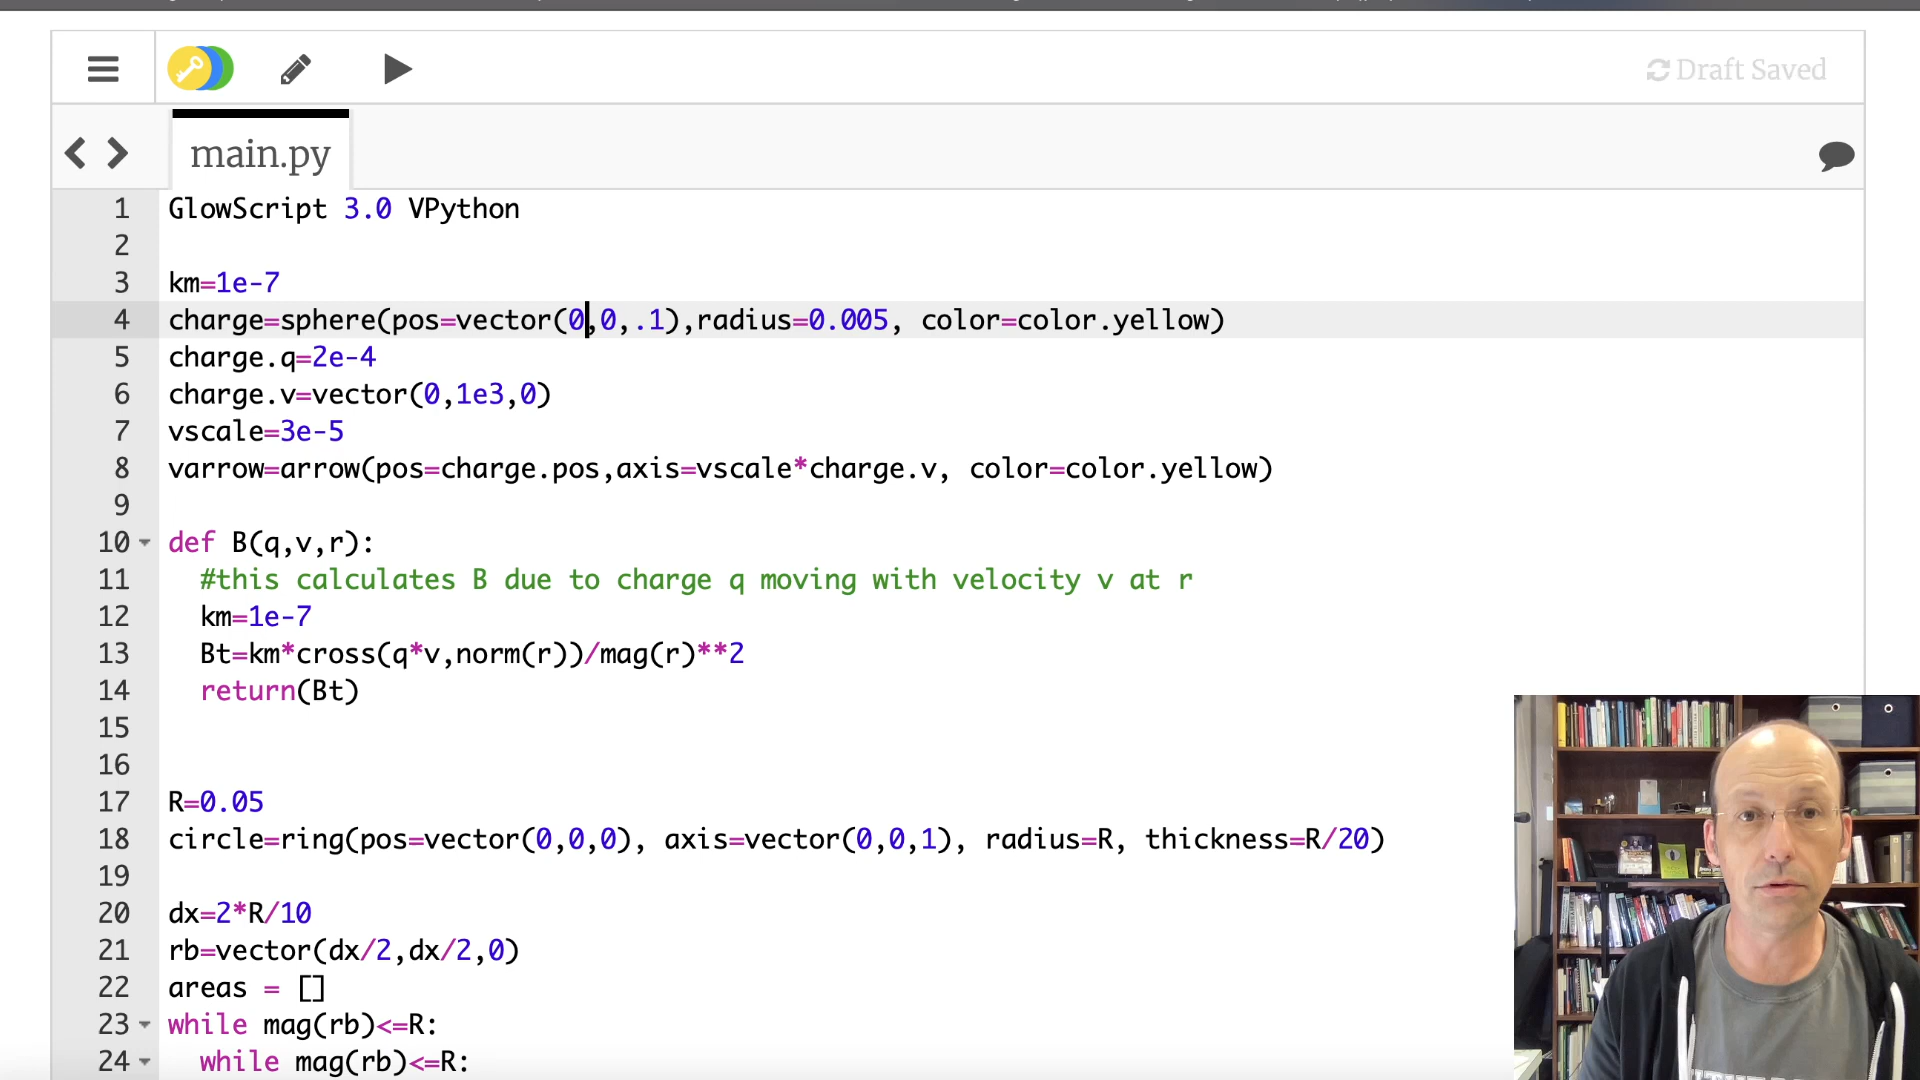 Draft Saved
main.py
1 GlowScript 3.0 VPython
2
3 km=1e-7
4 charge=sphere(pos=vector(0,0,.1),radius=0.005, color=color.yellow)
5 charge.q=2e-4
6 charge.v=vector(0,1e3,0)
7 vscale=3e-5
8 varrow=arrow(pos=charge.pos,axis=vscale*charge.v, color=color.yellow)
9
10 def B(q,v,r):
11 #this calculates B due to charge q moving with velocity v at r
12 km=1e-7
13 Bt=km*cross(q*v,norm(r))/mag(r)**2
14 return(Bt)
15
16
17 R=0.05
18 circle=ring(pos=vector(0,0,0), axis=vector(0,0,1), radius=R, thickness=R/20)
19
20 dx=2*R/10
21 rb=vector(dx/2,dx/2,0)
22 areas = []
23 while mag(rb)<=R:
24 while mag(rb)<=R: